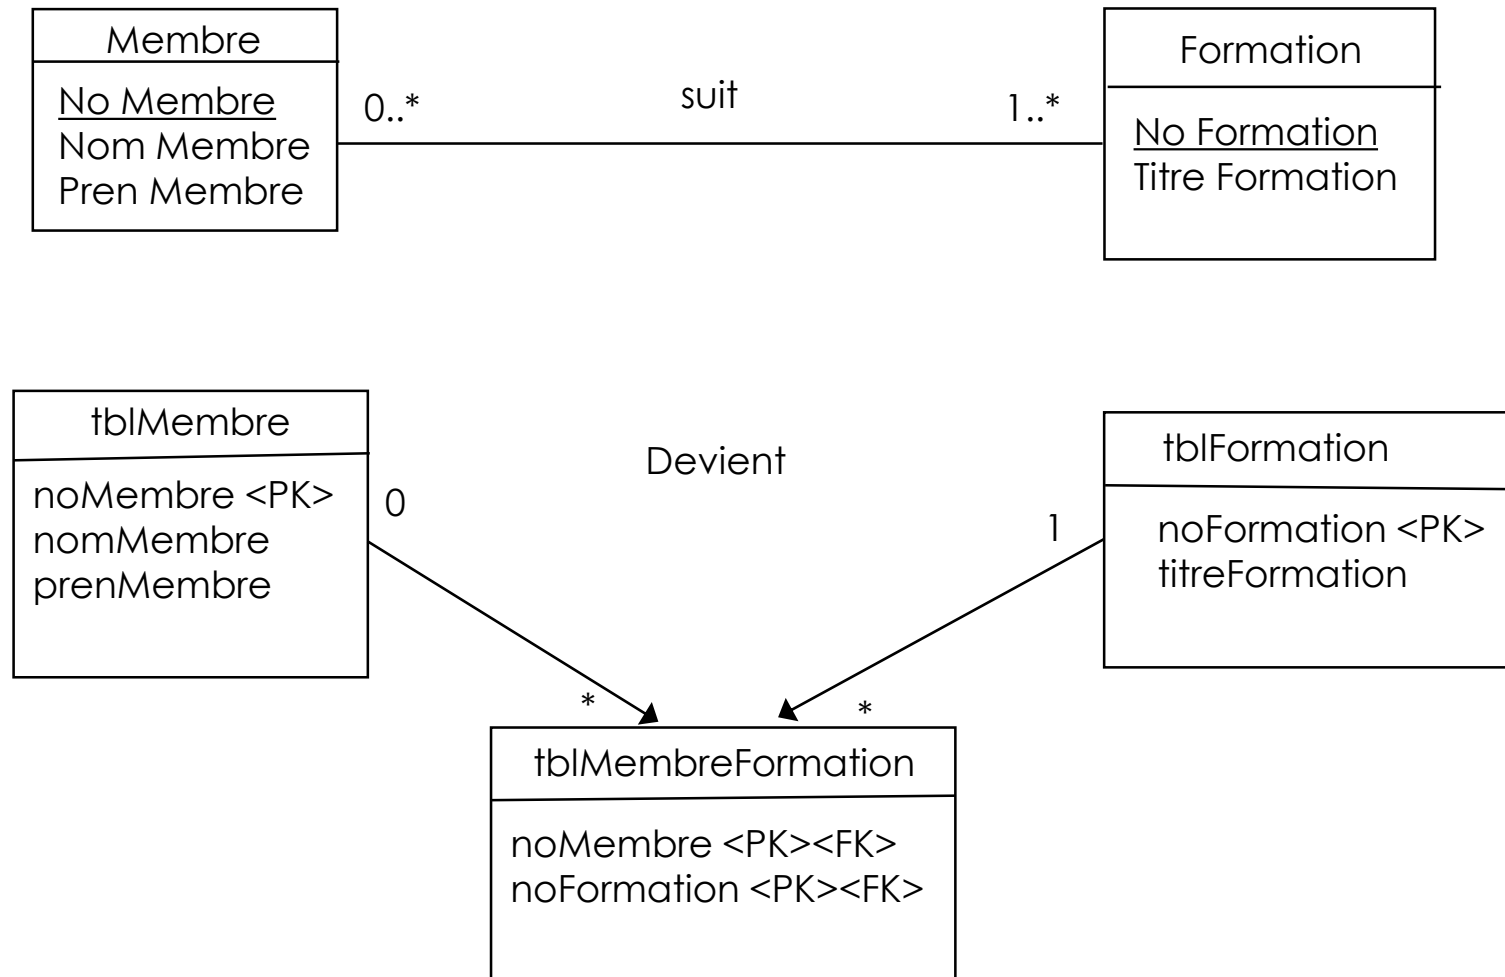 Membre
No Membre
Nom Membre
Pren Membre
0..*
suit
1..*
Formation
No Formation
Titre Formation
tblMembre
noMembre <PK>
nomMembre
prenMembre
0
*
Devient
1
*
tblFormation
noFormation <PK>
titreFormation
tblMembreFormation
noMembre <PK><FK>
noFormation <PK><FK>